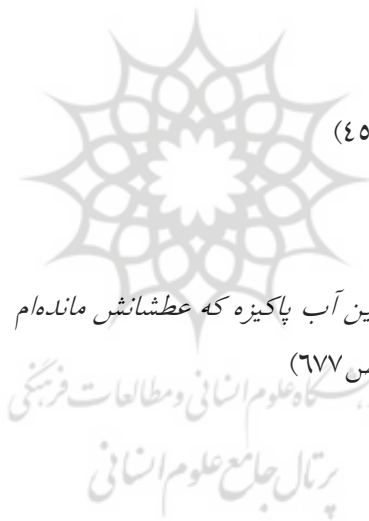 ٤٥)
ین آب پاکیزه که عطشانش مانده‌ام
ص ٦٧٧)
گاه علوم انسانی و مطالعات فرهنگی
پرتال جامع علوم انسانی